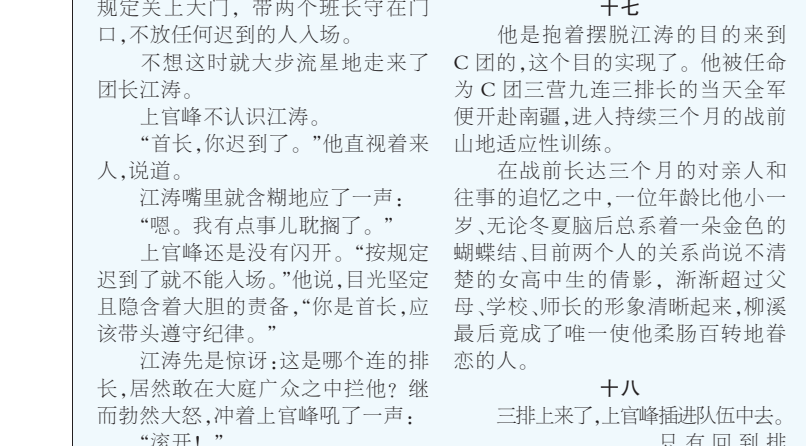 规定关上大门，带两个班长守在门
口，不放任何迟到的人入场。
不想这时就大步流星地走来了
团长江涛。
上官峰不认识江涛。
“首长，你迟到了。”他直视着来
人，说道。
江涛嘴里就含糊地应了一声：
“嗯。我有点事儿耽搁了。”
上官峰还是没有闪开。“按规定
迟到了就不能入场。”他说，目光坚定
且隐含着大胆的责备，“你是首长，应
该带头遵守纪律。”
江涛先是惊讶：这是哪个连的排
长，居然敢在大庭广众之中拦他？继
而勃然大怒，冲着上官峰吼了一声：
“滚开！”
十七
他是抱着摆脱江涛的目的来到
C团的，这个目的实现了。他被任命
为C团三营九连三排长的当天全军
便开赴南疆，进入持续三个月的战前
山地适应性训练。
在战前长达三个月的对亲人和
往事的追忆之中，一位年龄比他小一
岁、无论冬夏脑后总系着一朵金色的
蝴蝶结、目前两个人的关系尚说不清
楚的女高中生的倩影，渐渐超过父
母、学校、师长的形象清晰起来，柳溪
最后竟成了唯一使他柔肠百转地眷
恋的人。
十八
三排上来了，上官峰插进队伍中去。
只有回到排